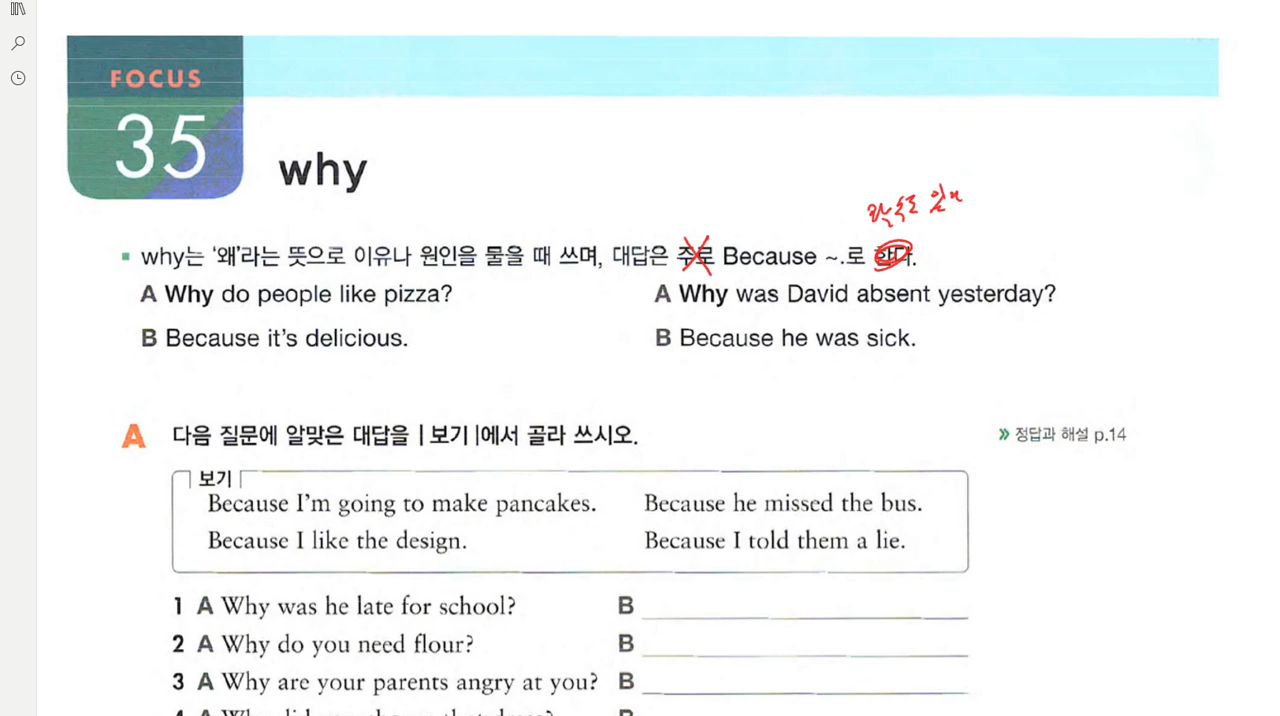 FOCUS
35
why
why는 '왜'라는 뜻으로 이유나 원인을 물을 때 쓰며, 대답은 주로 Because ~.로 한다.
A Why do people like pizza?
B Because it's delicious.
A Why was David absent yesterday?
B Because he was sick.
A 다음 질문에 알맞은 대답을 | 보기 |에서 골라 쓰시오.
» 정답과 해설 p.14
보기
Because I'm going to make pancakes. Because he missed the bus.
Because I like the design. Because I told them a lie.
1 A Why was he late for school? B
2 A Why do you need flour? B
3 A Why are your parents angry at you? B